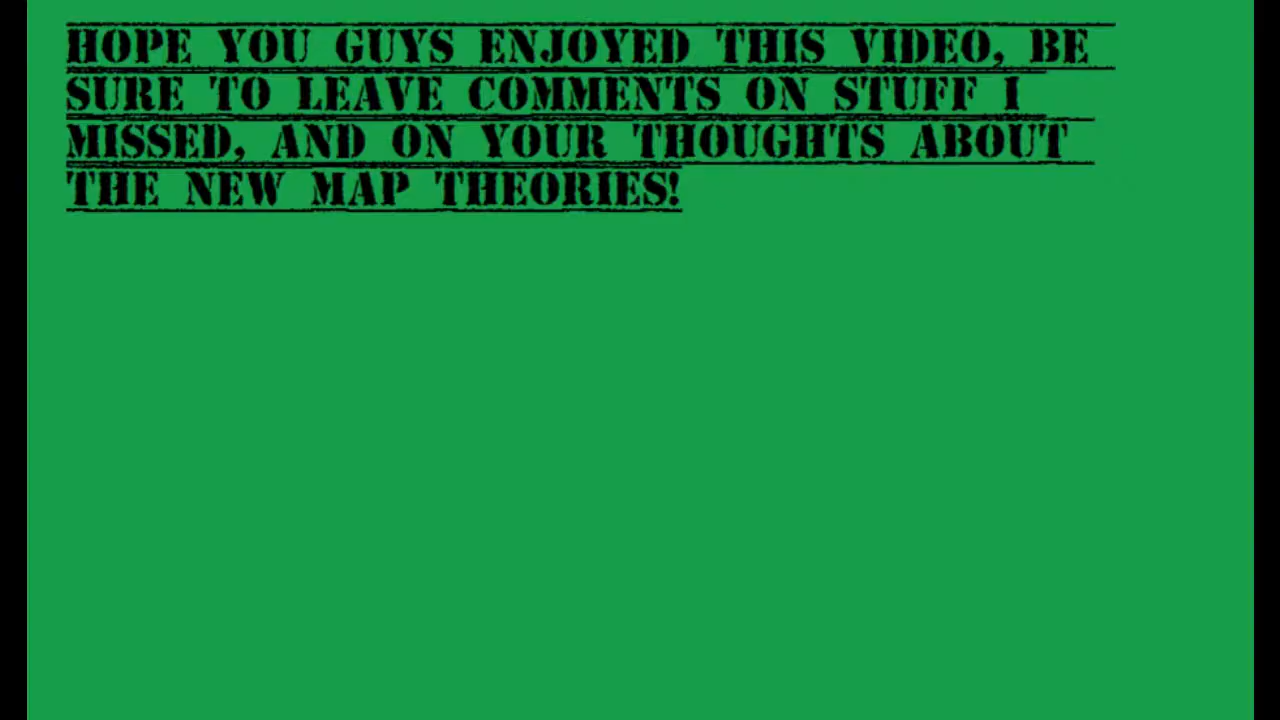 HOPE YOU GUYS ENJOYED THIS VIDEO, BE
SURE TO LEAVE COMMENTS ON STUFF I
MISSED, AND ON YOUR THOUGHTS ABOUT
THE NEW MAP THEORIES!